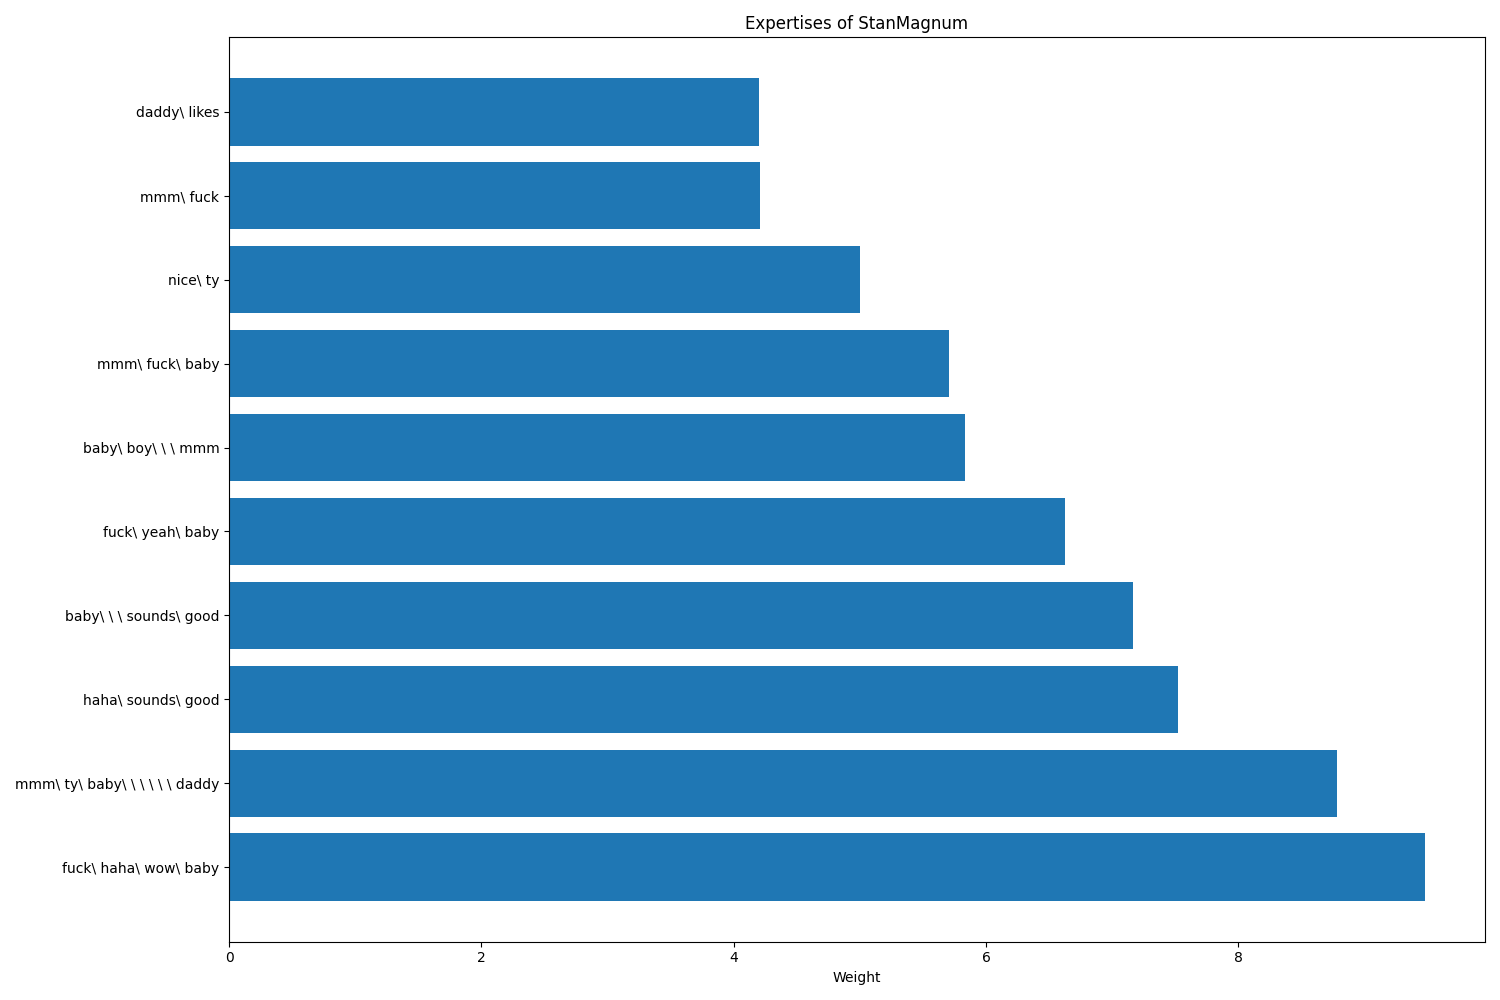 Expertises of StanMagnum
daddy\ likes
mmm\ fuck
nice\ ty
mmm\ fuck\ baby
baby\ boy\ \ \ mmm
fuck\ yeah\ baby
baby\ \ \ sounds\ good
haha\ sounds\ good
mmm\ ty\ baby\ \ \ \ \ \ daddy
fuck\ haha\ wow\ baby
0 2 4 6 8
Weight